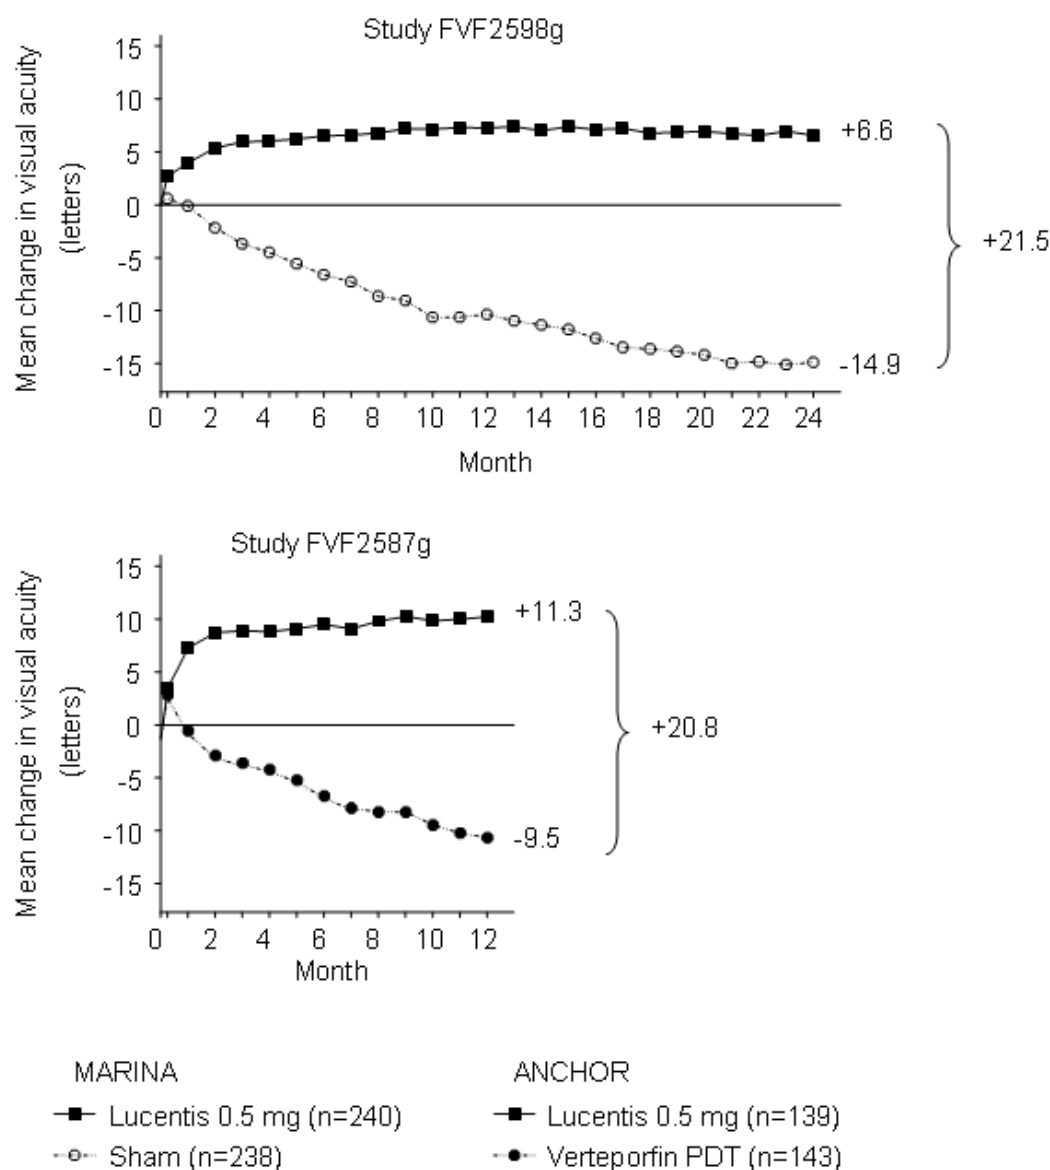 Study FVF2598g
Mean change in visual acuity
(letters)
15
10
5
0
-5
-10
-15
+6.6
-14.9
+21.5
0 2 4 6 8 10 12 14 16 18 20 22 24
Month
Study FVF2587g
Mean change in visual acuity
(letters)
15
10
5
0
-5
-10
-15
+11.3
-9.5
+20.8
0 2 4 6 8 10 12
Month
MARINA
Lucentis 0.5 mg (n=240)
Sham (n=238)
ANCHOR
Lucentis 0.5 mg (n=139)
Verteporfin PDT (n=143)